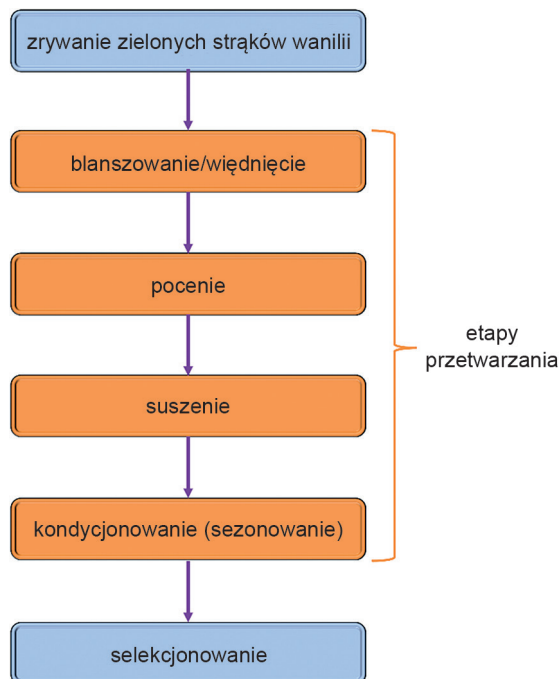 zrywanie zielonych strąków wanilii
blanszowanie/więdnięcie
pocenie
suszenie
kondycjonowanie (sezonowanie)
selekcjonowanie
etapy
przetwarzania